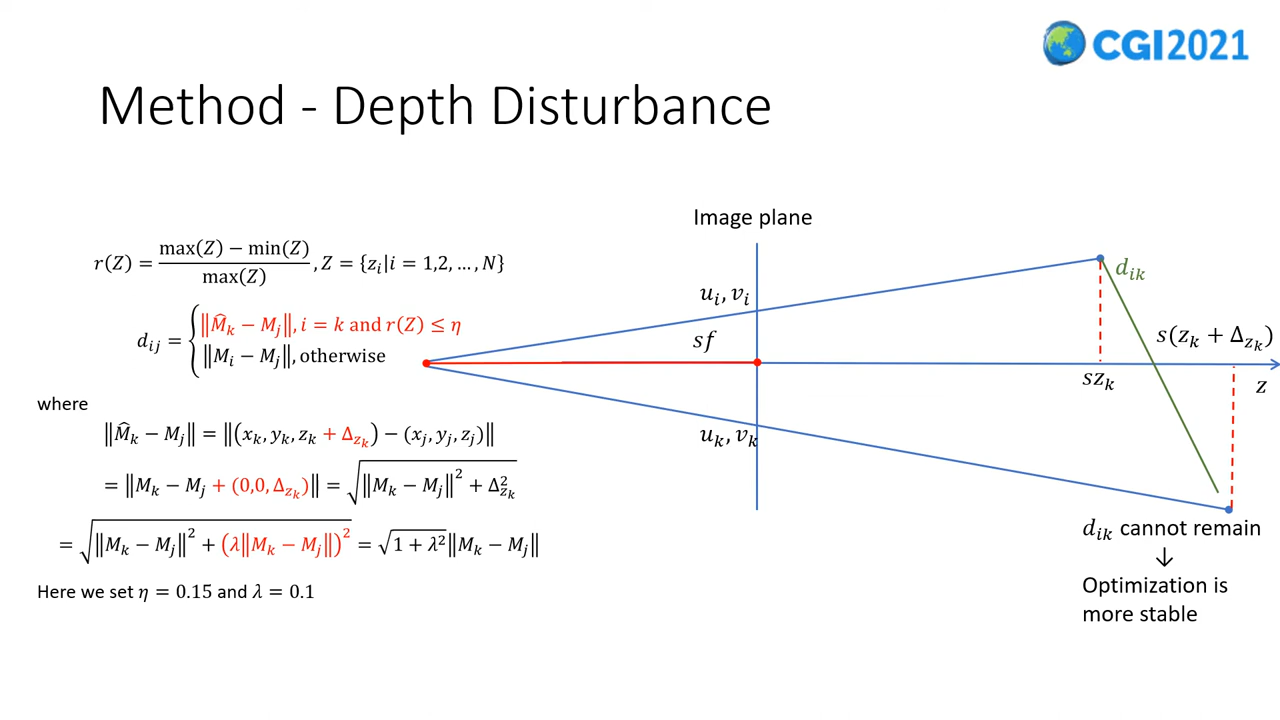 CGI2021
Method - Depth Disturbance
r(Z) = (max(Z) − min(Z)) / max(Z) , Z = {z_i|i = 1,2, … , N}
d_ij = { ‖M̂_k − M_j‖, i = k and r(Z) ≤ η
‖M_i − M_j‖, otherwise
where
‖M̂_k − M_j‖ = ‖(x_k, y_k, z_k + Δ_{z_k}) − (x_j, y_j, z_j)‖
= ‖M_k − M_j + (0,0, Δ_{z_k})‖ = √(‖M_k − M_j‖² + Δ²_{z_k})
= √(‖M_k − M_j‖² + (λ‖M_k − M_j‖)²) = √(1 + λ²)‖M_k − M_j‖
Here we set η = 0.15 and λ = 0.1
Image plane
u_i, v_i
sf
u_k, v_k
d_ik
s(z_k + Δ_{z_k})
sz_k
z
d_ik cannot remain
↓
Optimization is
more stable